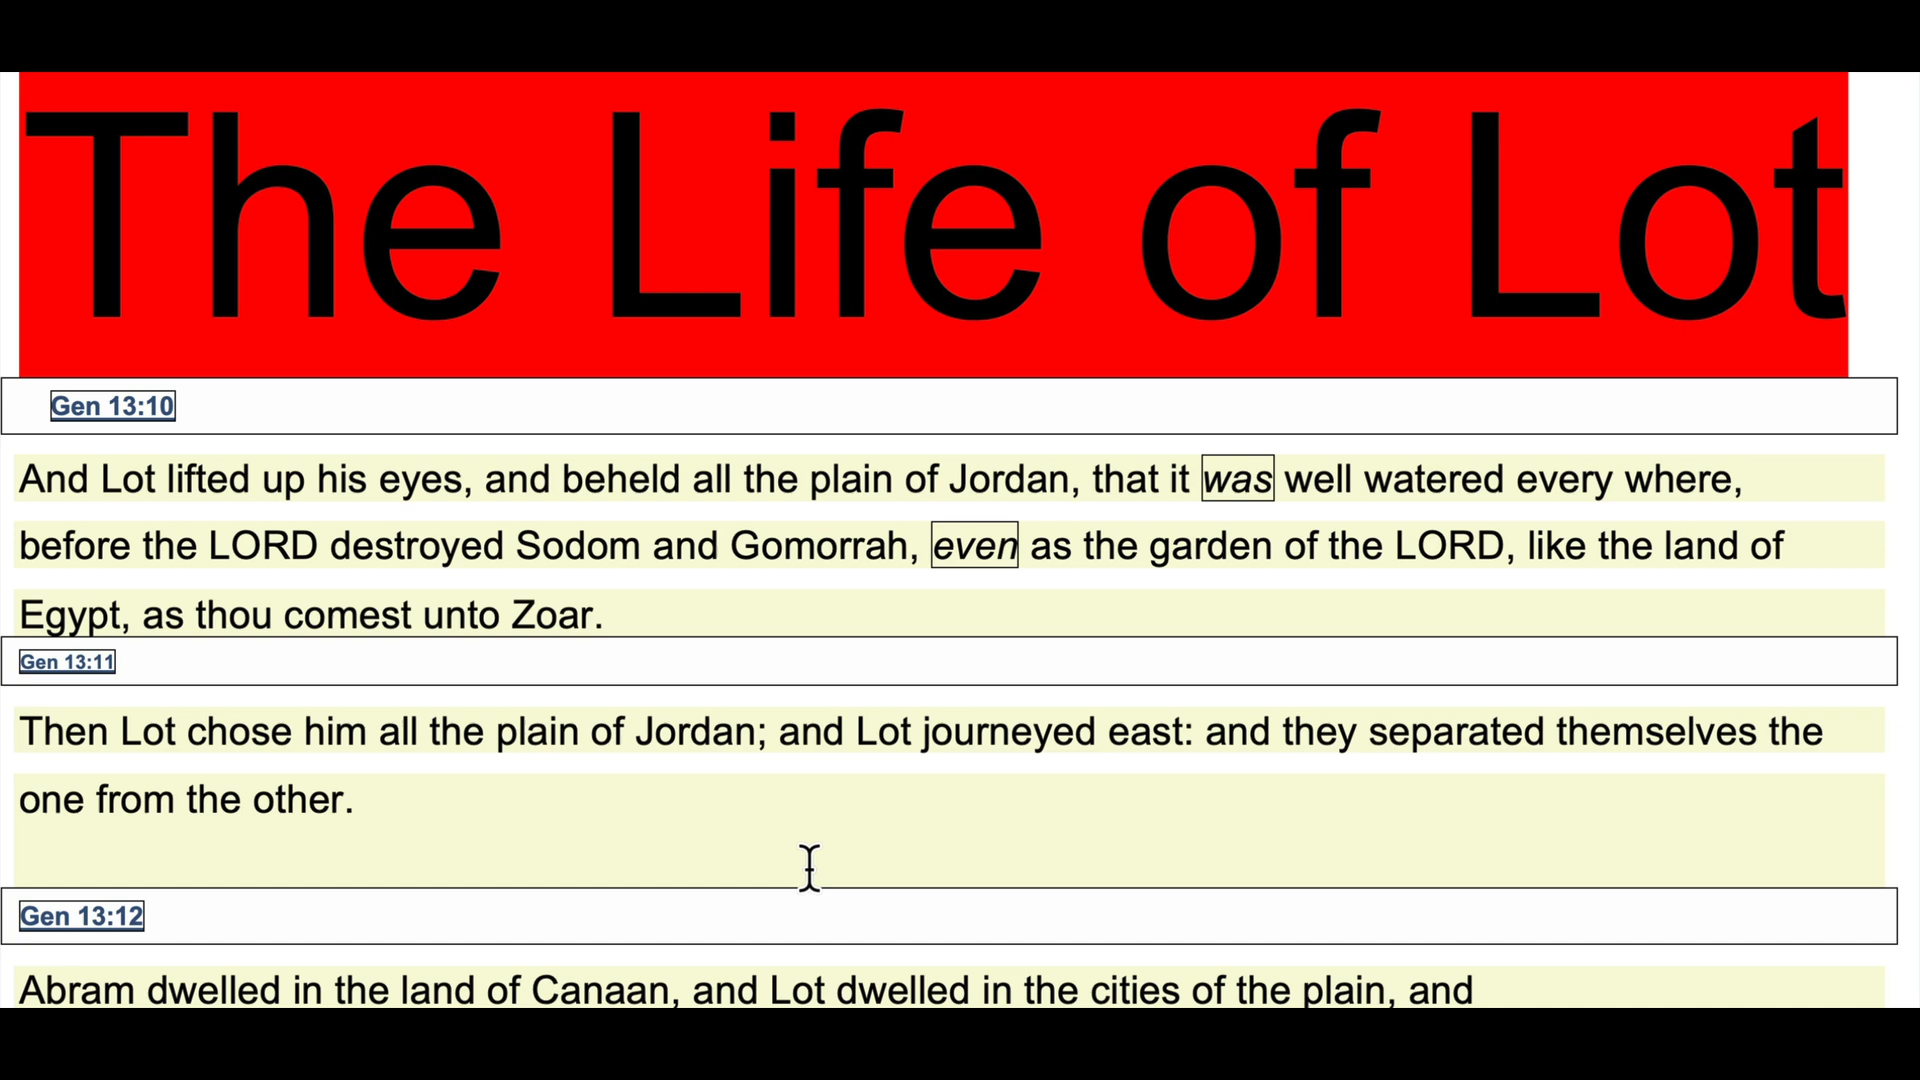 The Life of Lot
Gen 13:10
And Lot lifted up his eyes, and beheld all the plain of Jordan, that it was well watered every where,
before the LORD destroyed Sodom and Gomorrah, even as the garden of the LORD, like the land of
Egypt, as thou comest unto Zoar.
Gen 13:11
Then Lot chose him all the plain of Jordan; and Lot journeyed east: and they separated themselves the
one from the other.
Gen 13:12
Abram dwelled in the land of Canaan, and Lot dwelled in the cities of the plain, and